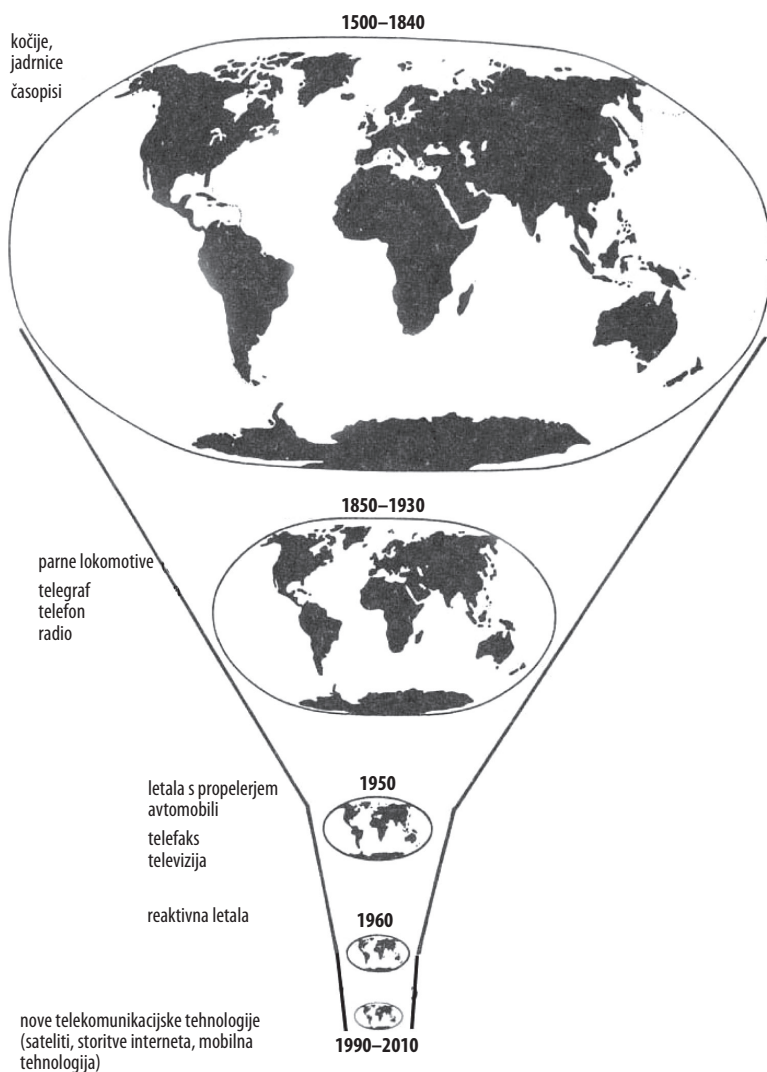 1500–1840
kočije,
jadrnice
časopisi
1850–1930
parne lokomotive
telegraf
telefon
radio
1950
letala s propelerjem
avtomobili
telefaks
televizija
reaktivna letala
1960
nove telekomunikacijske tehnologije
(sateliti, storitve interneta, mobilna
tehnologija)
1990–2010